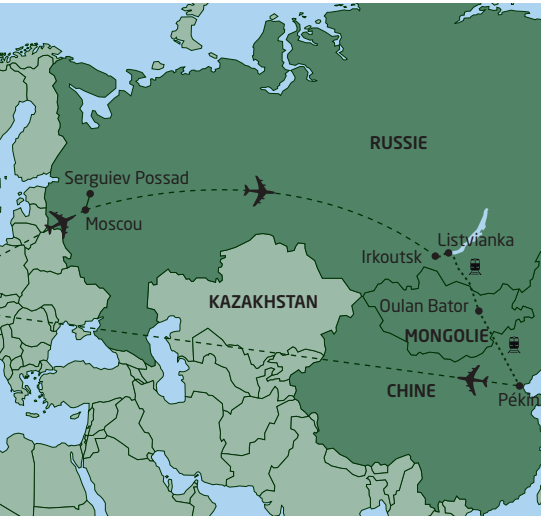 RUSSIE
Serguiev Possad
Moscou
Listvianka
Irkoutsk
KAZAKHSTAN
Oulan Bator
MONGOLIE
CHINE
Pékin